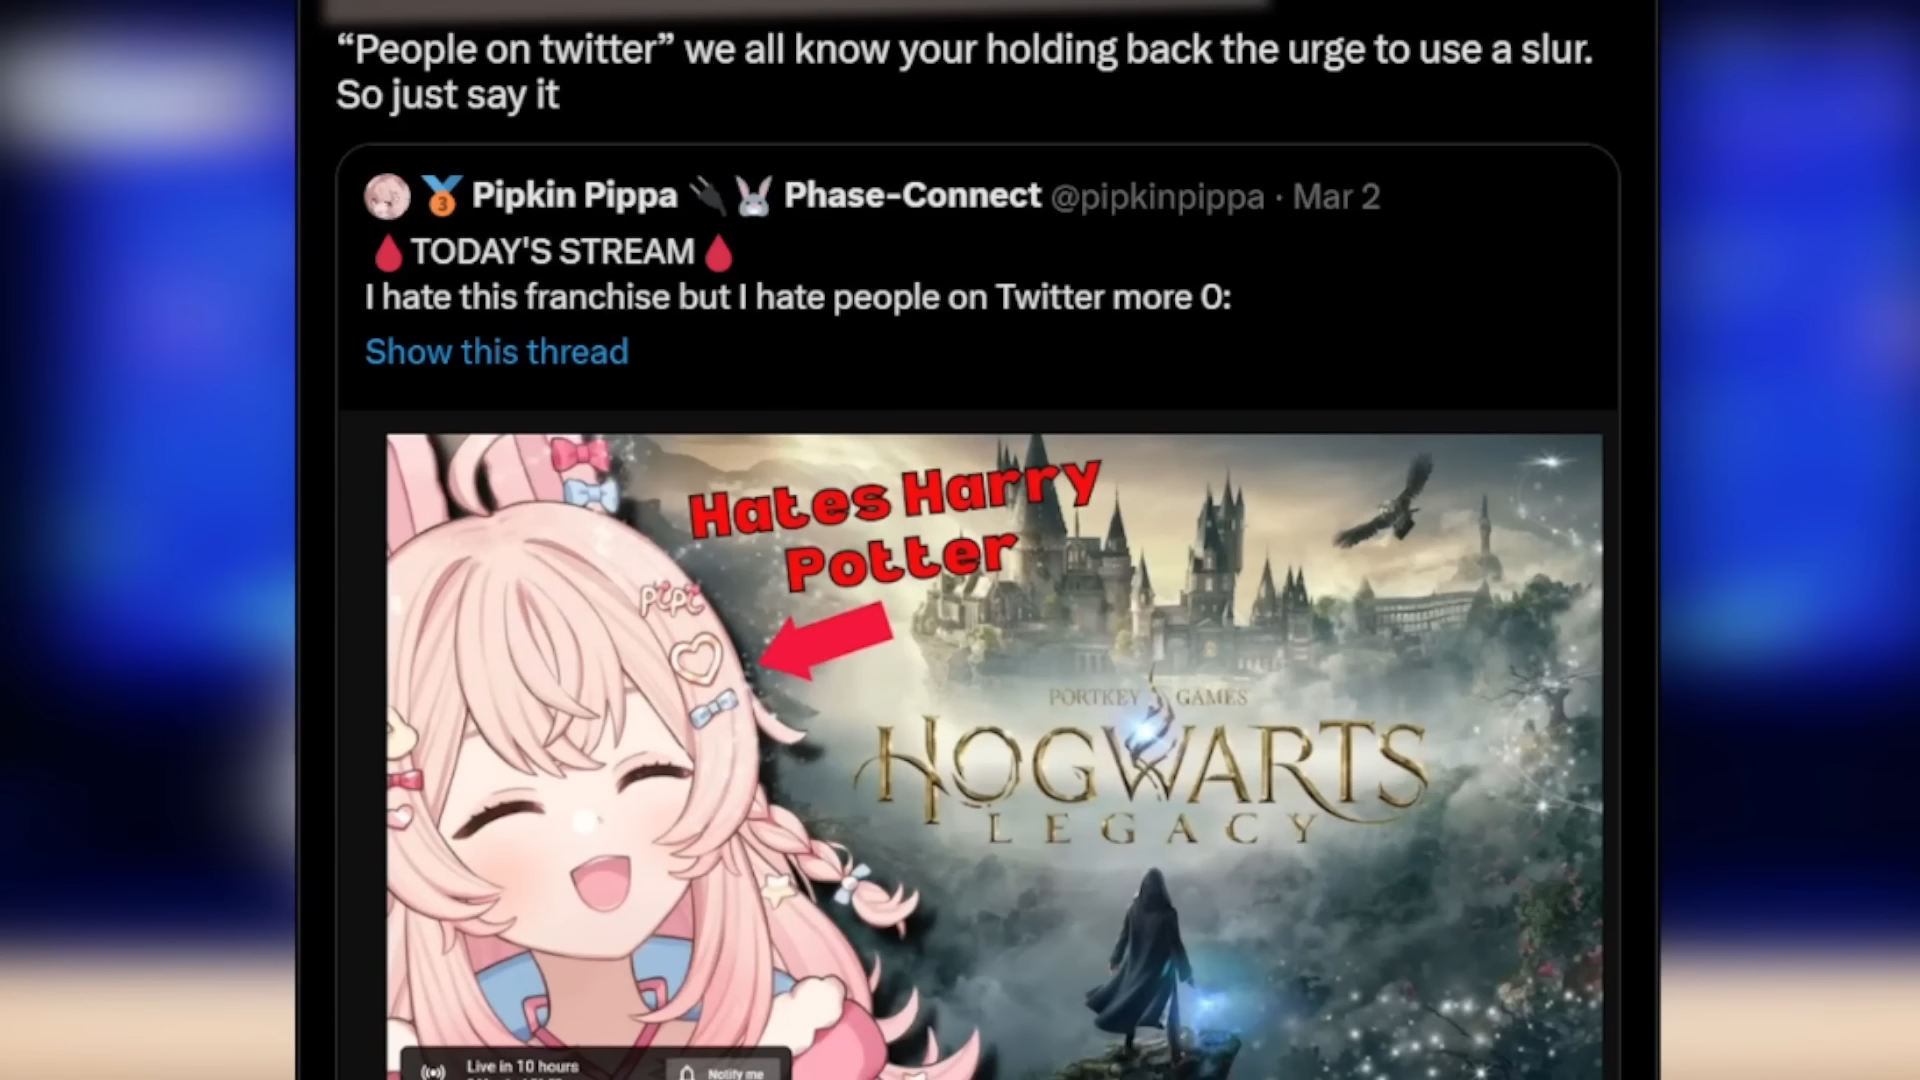 “People on twitter” we all know your holding back the urge to use a slur.
So just say it
Pipkin Pippa Phase-Connect @pipkinpippa · Mar 2
TODAY'S STREAM
I hate this franchise but I hate people on Twitter more O:
Show this thread
Hates Harry
Potter
pipi
PORTKEY GAMES
HOGWARTS
LEGACY
Live in 10 hours
Notify me